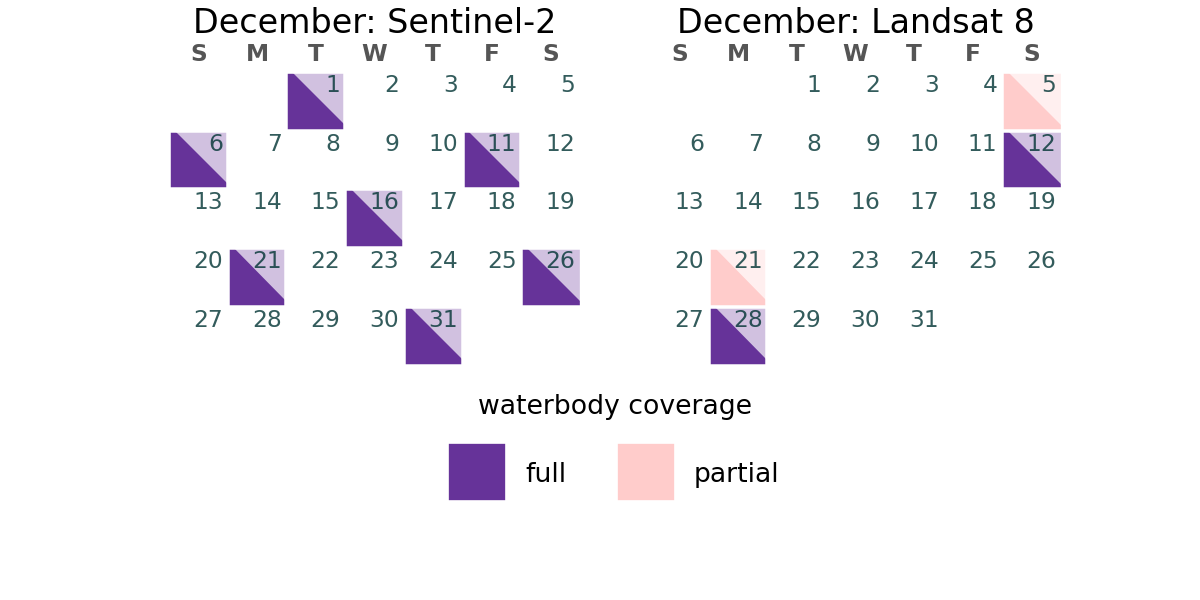 December: Sentinel-2
S M T W T F S
1 2 3 4 5
6 7 8 9 10 11 12
13 14 15 16 17 18 19
20 21 22 23 24 25 26
27 28 29 30 31
December: Landsat 8
S M T W T F S
1 2 3 4 5
6 7 8 9 10 11 12
13 14 15 16 17 18 19
20 21 22 23 24 25 26
27 28 29 30 31
waterbody coverage
full
partial